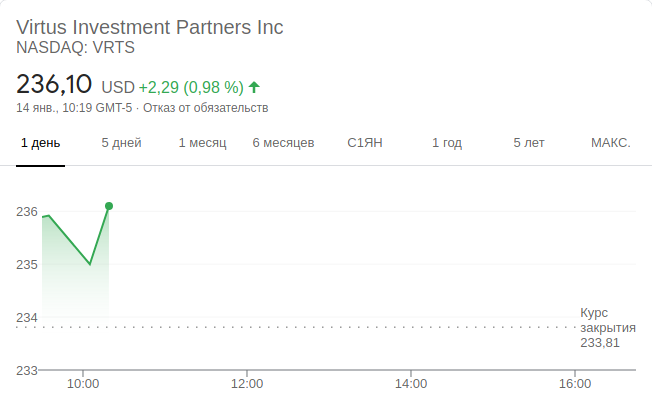 Virtus Investment Partners Inc
NASDAQ: VRTS
236,10 USD +2,29 (0,98 %)
14 янв., 10:19 GMT-5 · Отказ от обязательств
1 день 5 дней 1 месяц 6 месяцев С1ЯН 1 год 5 лет МАКС.
236
235
234
Курс
закрытия
233,81
233
10:00 12:00 14:00 16:00